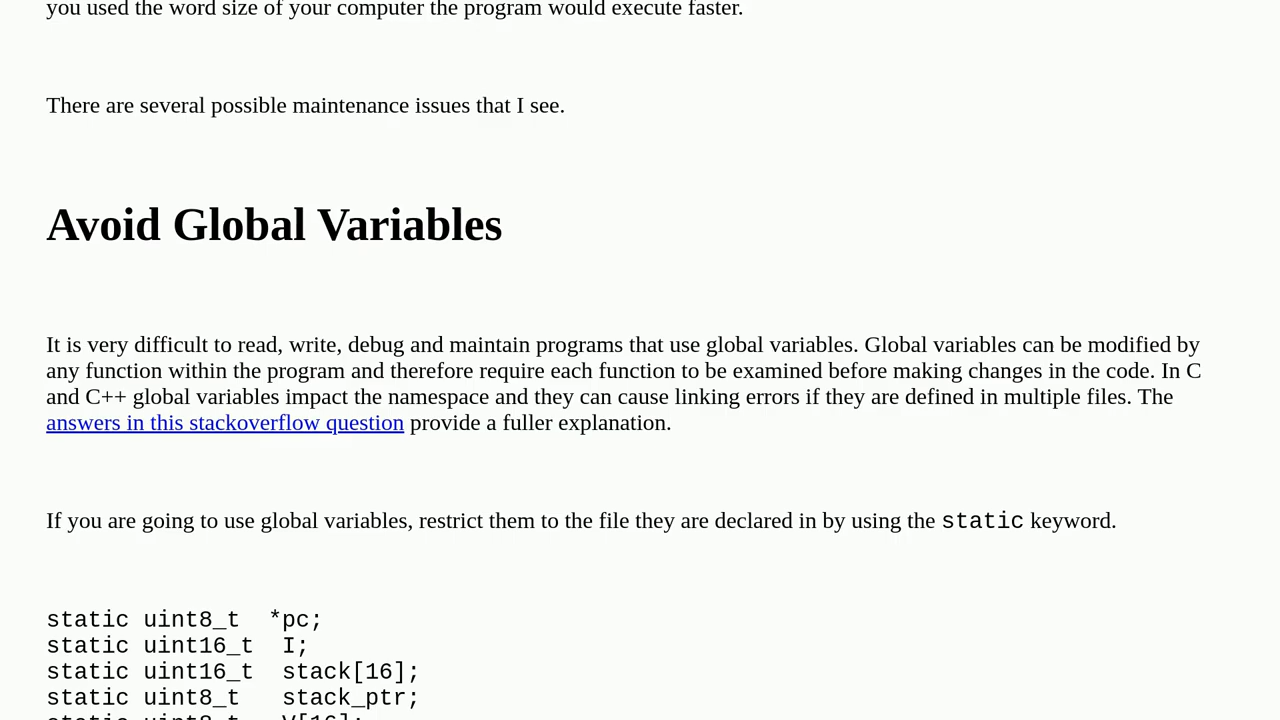 you used the word size of your computer the program would execute faster.
There are several possible maintenance issues that I see.
Avoid Global Variables
It is very difficult to read, write, debug and maintain programs that use global variables. Global variables can be modified by
any function within the program and therefore require each function to be examined before making changes in the code. In C
and C++ global variables impact the namespace and they can cause linking errors if they are defined in multiple files. The
answers in this stackoverflow question provide a fuller explanation.
If you are going to use global variables, restrict them to the file they are declared in by using the static keyword.
static uint8_t  *pc;
static uint16_t  I;
static uint16_t  stack[16];
static uint8_t   stack_ptr;
static uint8_t   V[16];